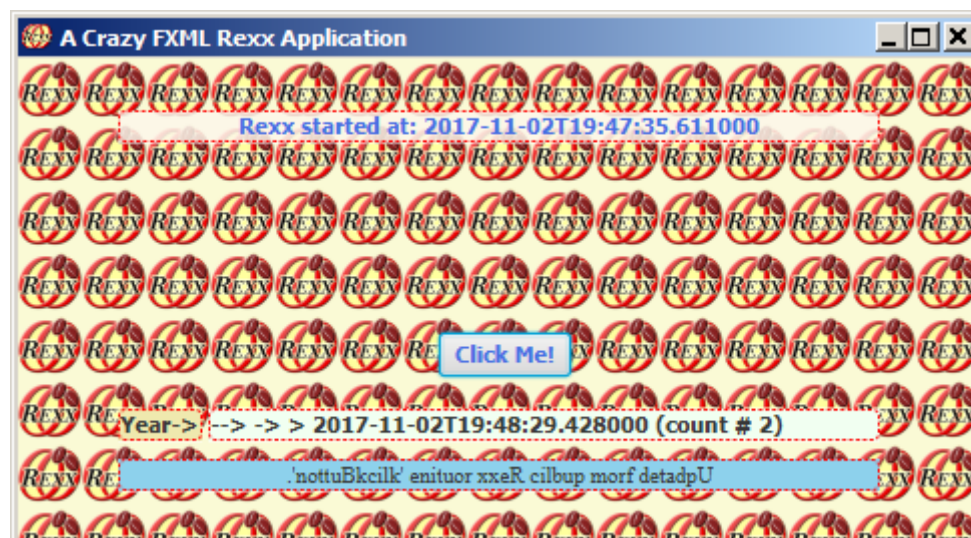 A Crazy FXML Rexx Application
Rexx started at: 2017-11-02T19:47:35.611000
Click Me!
Year-> --> -> > 2017-11-02T19:48:29.428000 (count # 2)
.'nottuBkcilk' enituor xxeR cilbup morf detadpU
REXX